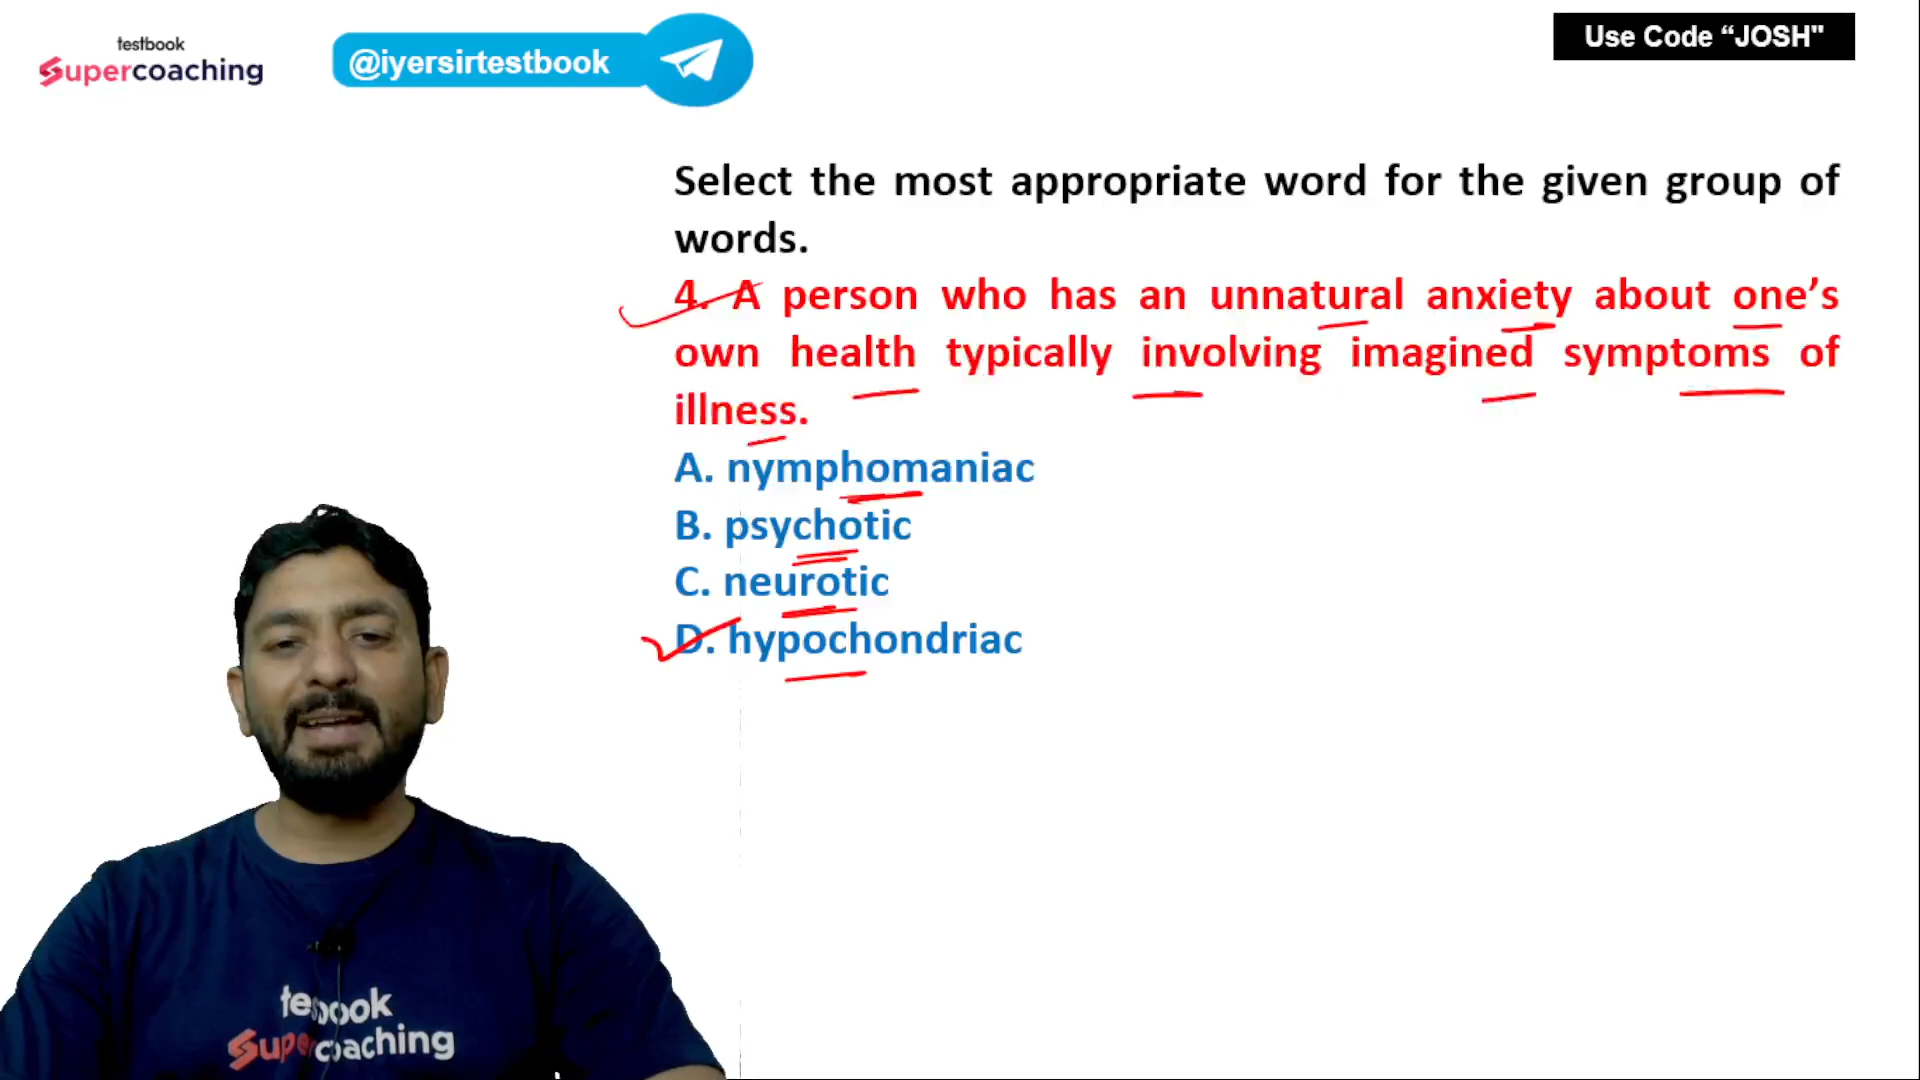 testbook
Supercoaching
@iyersirtestbook
Use Code “JOSH"
Select the most appropriate word for the given group of
words.
4. A person who has an unnatural anxiety about one’s
own health typically involving imagined symptoms of
illness.
A. nymphomaniac
B. psychotic
C. neurotic
D. hypochondriac
testbook
Supercoaching